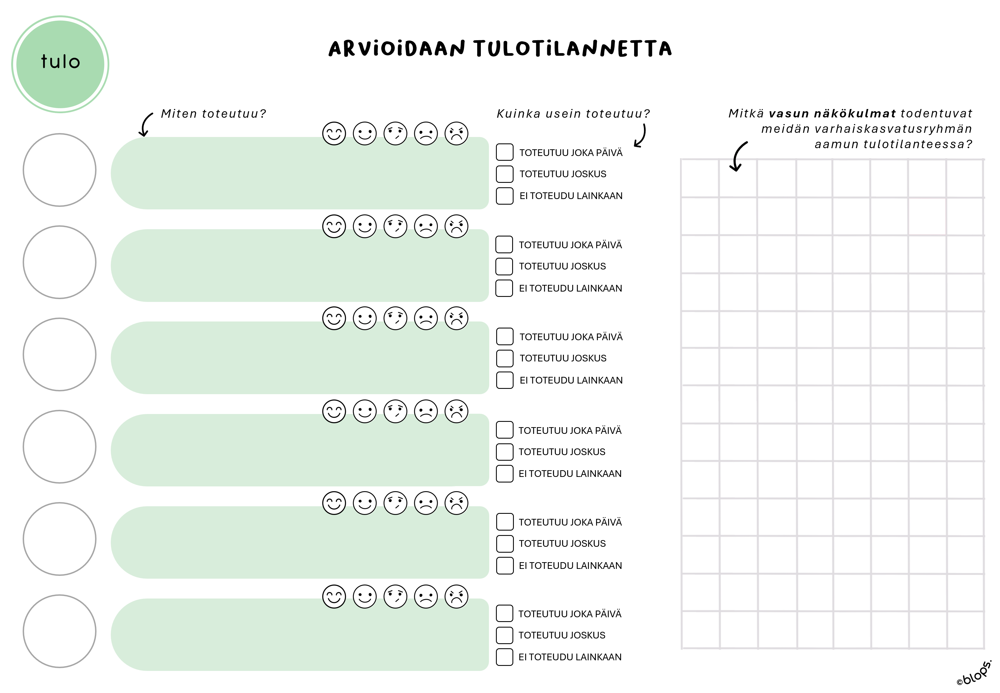 tulo
ARViOiDAAN TULOTiLANNETTA
Miten toteutuu?
Kuinka usein toteutuu?
Mitkä vasun näkökulmat todentuvat
meidän varhaiskasvatusryhmän
aamun tulotilanteessa?
TOTEUTUU JOKA PÄIVÄ
TOTEUTUU JOSKUS
EI TOTEUDU LAINKAAN
TOTEUTUU JOKA PÄIVÄ
TOTEUTUU JOSKUS
EI TOTEUDU LAINKAAN
TOTEUTUU JOKA PÄIVÄ
TOTEUTUU JOSKUS
EI TOTEUDU LAINKAAN
TOTEUTUU JOKA PÄIVÄ
TOTEUTUU JOSKUS
EI TOTEUDU LAINKAAN
TOTEUTUU JOKA PÄIVÄ
TOTEUTUU JOSKUS
EI TOTEUDU LAINKAAN
TOTEUTUU JOKA PÄIVÄ
TOTEUTUU JOSKUS
EI TOTEUDU LAINKAAN
©blops.